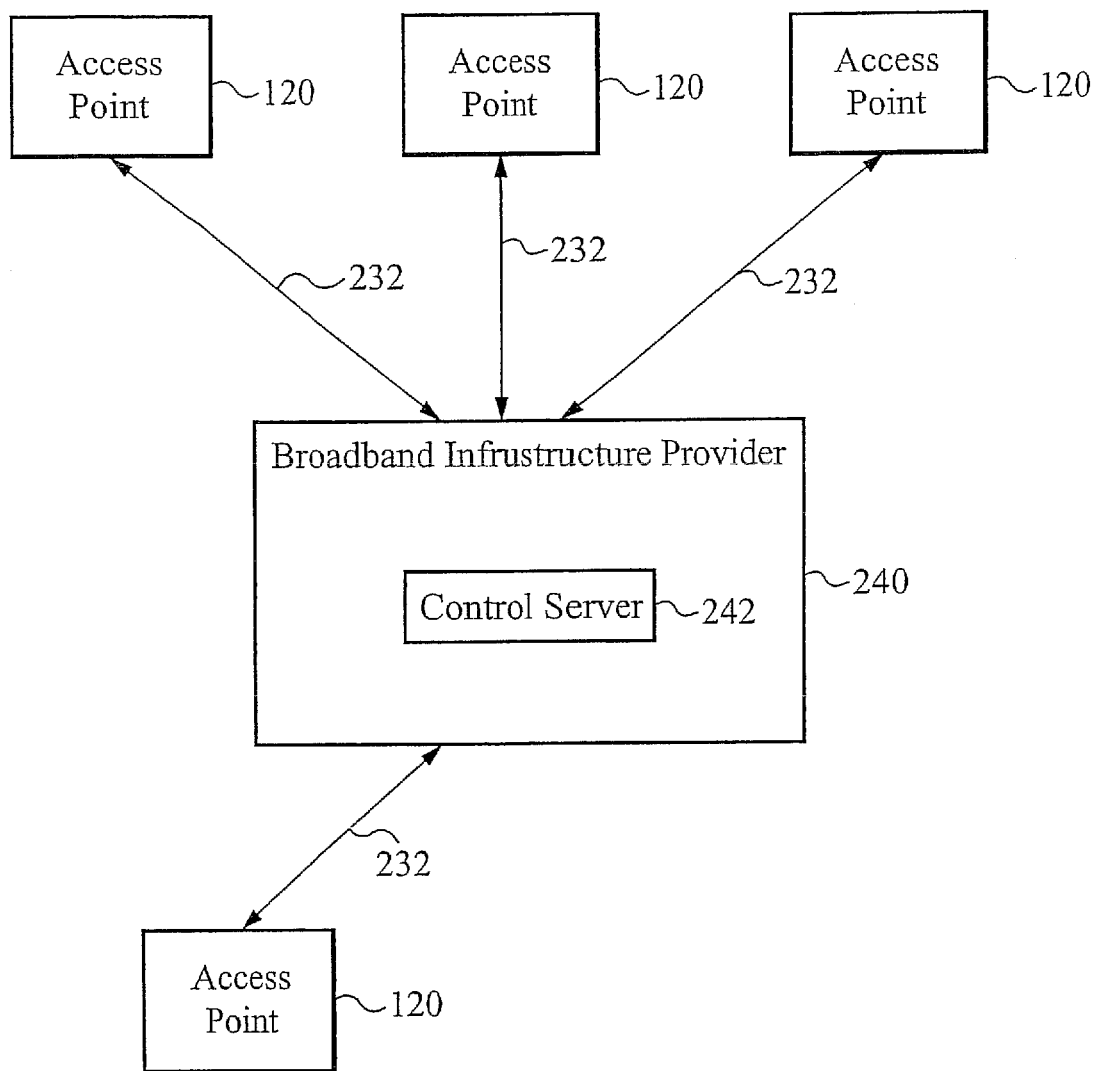 Access
Point
120
Access
Point
120
Access
Point
120
232
232
232
Broadband Infrustructure Provider
Control Server
242
240
232
Access
Point
120